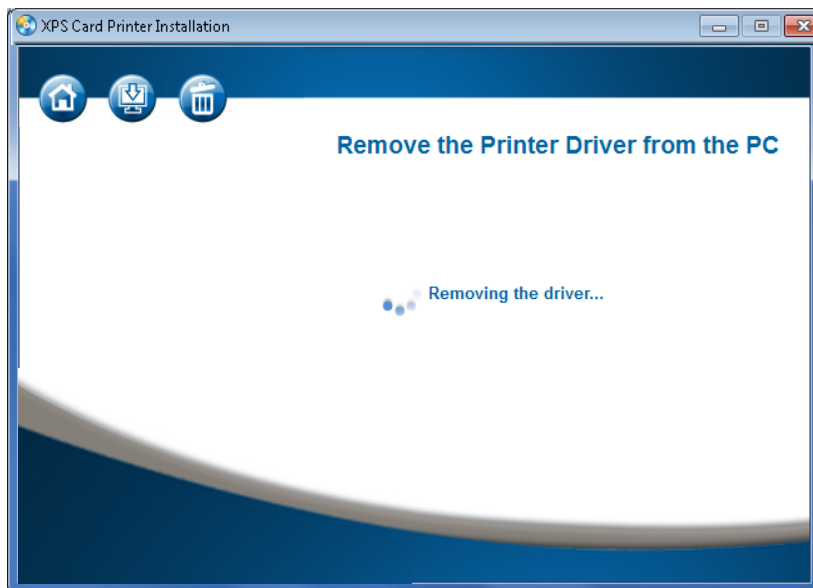 XPS Card Printer Installation
Remove the Printer Driver from the PC
Removing the driver...